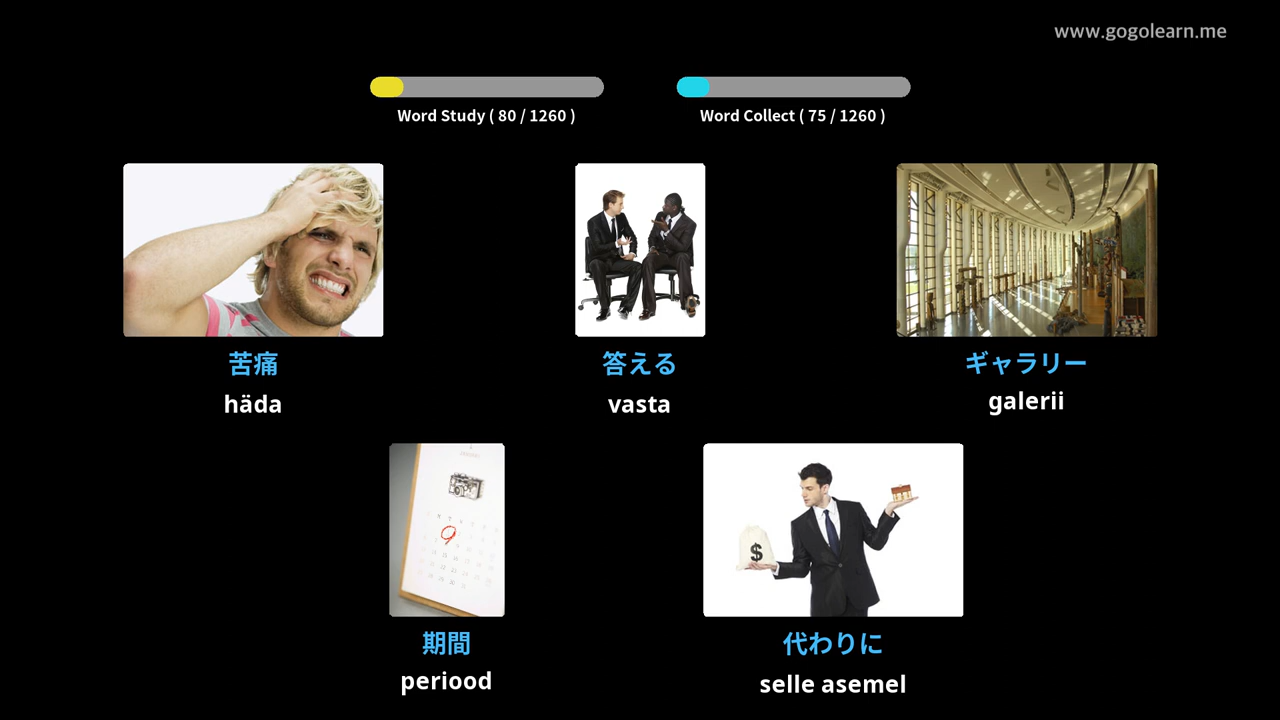 www.gogolearn.me
Word Study ( 80 / 1260 )
Word Collect ( 75 / 1260 )
苦痛
häda
答える
vasta
ギャラリー
galerii
$
期間
periood
代わりに
selle asemel